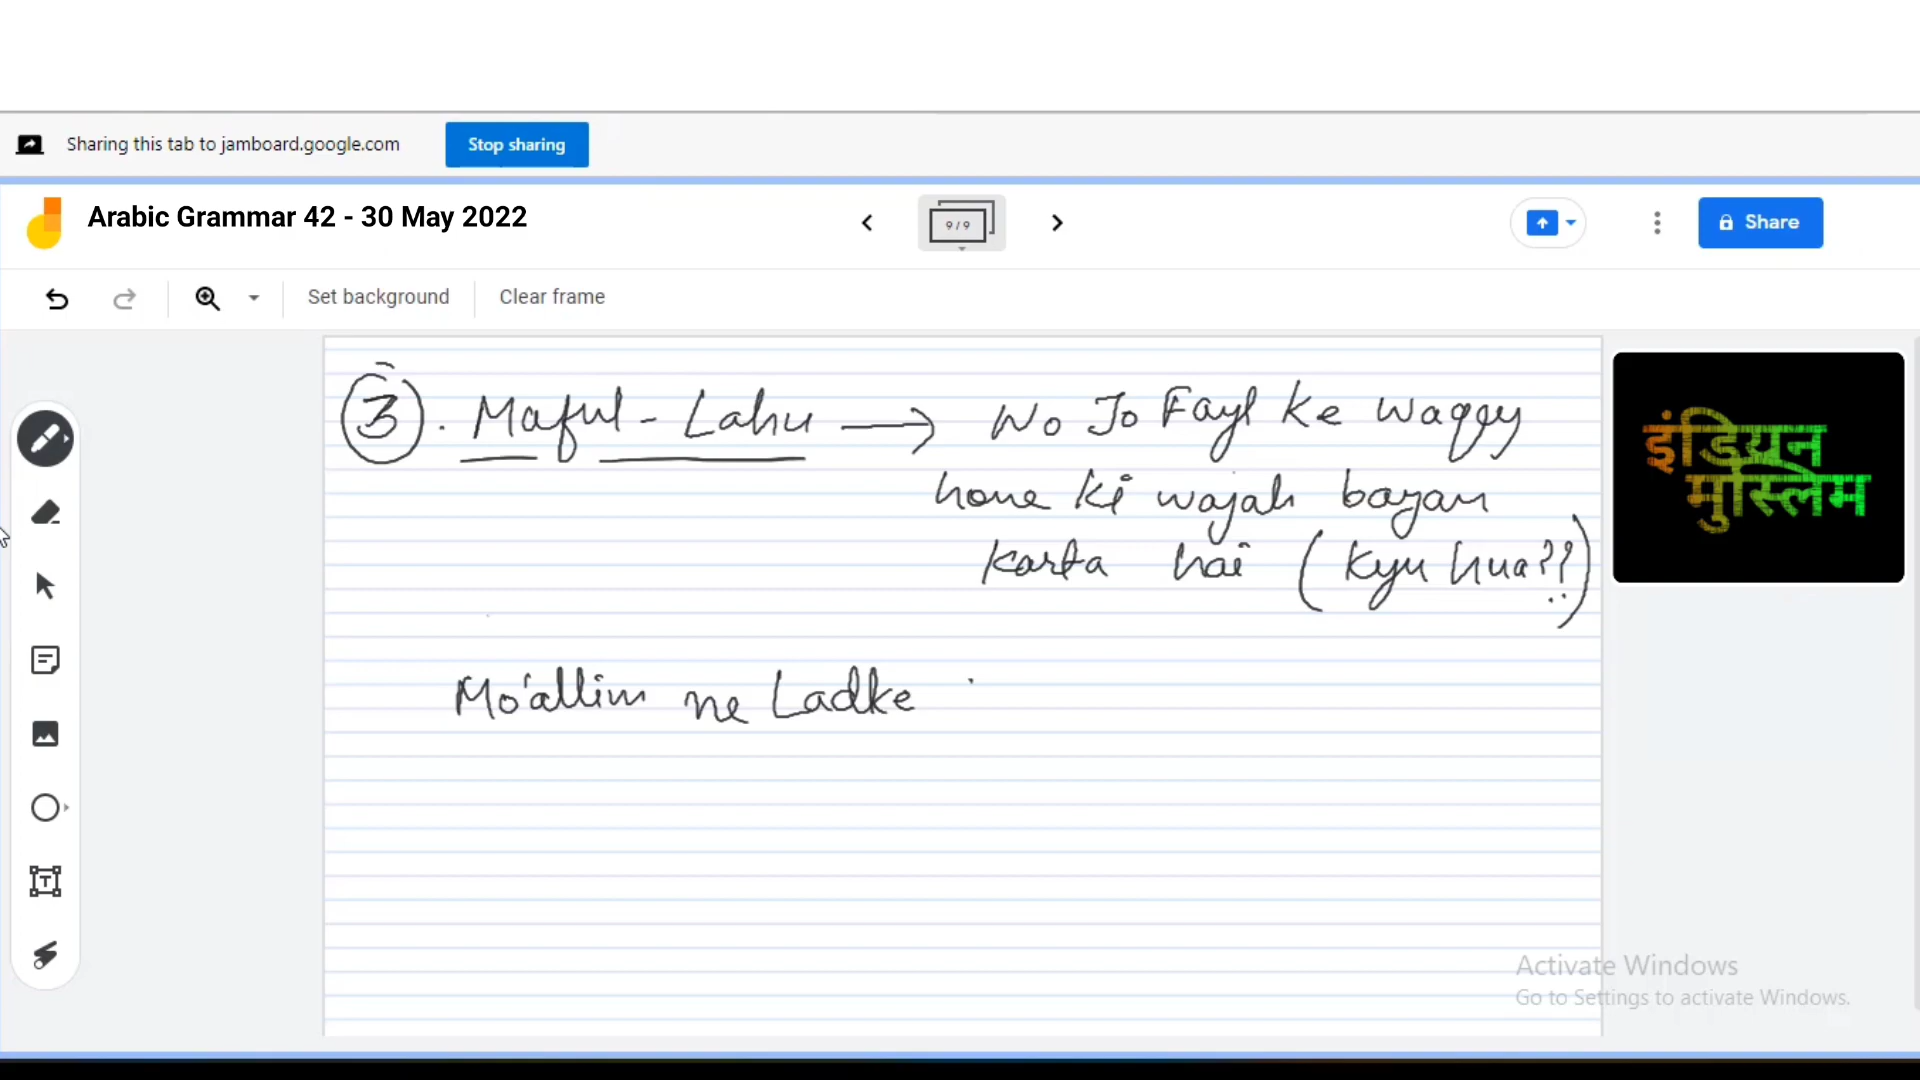 Sharing this tab to jamboard.google.com Stop sharing
Arabic Grammar 42 - 30 May 2022
9 / 9
Share
Set background Clear frame
3. Maful - Lahu → Wo Jo Fayl Ke waqqy
hone ki wajah bayan
karta hai (kyu hua??)
Mo'allim ne Ladke
इंडियन
मुस्लिम
Activate Windows
Go to Settings to activate Windows.